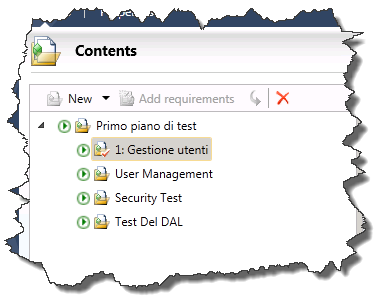 Contents
New Add requirements
Primo piano di test
1: Gestione utenti
User Management
Security Test
Test Del DAL